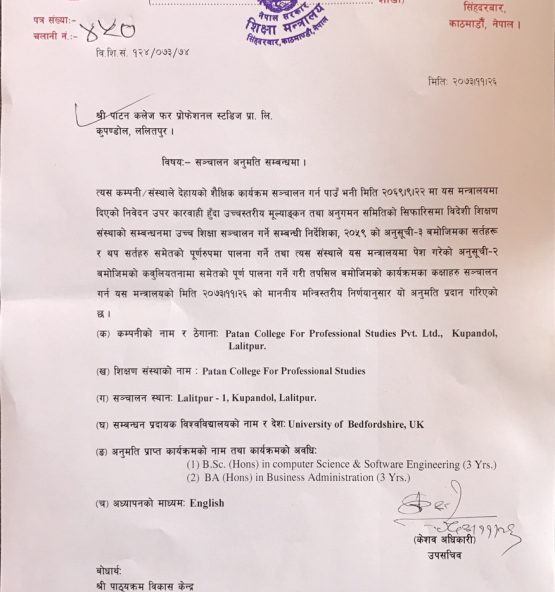 शाखा)
नेपाल सरकार
शिक्षा मन्त्रालय
सिंहदरबार, काठमाण्डौ, नेपाल
सिंहदरबार,
काठमाडौं, नेपाल ।
पत्र संख्याः-
चलानी नं.:- ४५०
वि.शि.सं. १२४/०७३/७४
मिति: २०७३।११।२६
श्री पाटन कलेज फर प्रोफेशनल स्टडिज प्रा. लि.
कुपण्डोल, ललितपुर ।
विषयः– सञ्चालन अनुमति सम्बन्धमा ।
त्यस कम्पनी/संस्थाले देहायको शैक्षिक कार्यक्रम सञ्चालन गर्न पाउँ भनी मिति २०६९।९।२२ मा यस मन्त्रालयमा
दिएको निवेदन उपर कारवाही हुँदा उच्चस्तरीय मूल्याङ्कन तथा अनुगमन समितिको सिफारिसमा विदेशी शिक्षण
संस्थाको सम्बन्धनमा उच्च शिक्षा सञ्चालन गर्ने सम्बन्धी निर्देशिका, २०५९ को अनुसूची-३ बमोजिमका सर्तहरू
र थप सर्तहरु समेतको पूर्णरुपमा पालना गर्ने तथा त्यस संस्थाले यस मन्त्रालयमा पेश गरेको अनुसूची-२
बमोजिमको कवुलियतनामा समेतको पूर्ण पालना गर्ने गरी तपसिल बमोजिमको कार्यक्रमका कक्षाहरु सञ्चालन
गर्न यस मन्त्रालयको मिति २०७३।११।२६ को माननीय मन्त्रिस्तरीय निर्णयानुसार यो अनुमति प्रदान गरिएको
छ ।
(क) कम्पनीको नाम र ठेगानाः Patan College For Professional Studies Pvt. Ltd., Kupandol,
Lalitpur.
(ख) शिक्षण संस्थाको नाम : Patan College For Professional Studies
(ग) सञ्चालन स्थानः Lalitpur - 1, Kupandol, Lalitpur.
(घ) सम्बन्धन प्रदायक विश्वविद्यालयको नाम र देशः University of Bedfordshire, UK
(ङ) अनुमति प्राप्त कार्यक्रमको नाम तथा कार्यक्रमको अवधिः
(1) B.Sc. (Hons) in computer Science & Software Engineering (3 Yrs.)
(2) BA (Hons) in Business Administration (3 Yrs.)
(च) अध्यापनको माध्यमः English
२०७३।११।२६
(केशव अधिकारी)
उपसचिव
बोधार्थः
श्री पाठ्यक्रम विकास केन्द्र